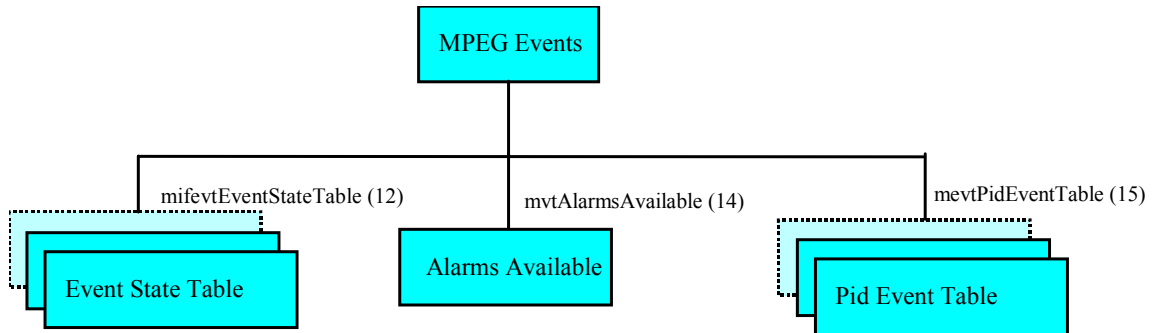 MPEG Events
mifevtEventStateTable (12)
mvtAlarmsAvailable (14)
mevtPidEventTable (15)
Event State Table
Alarms Available
Pid Event Table